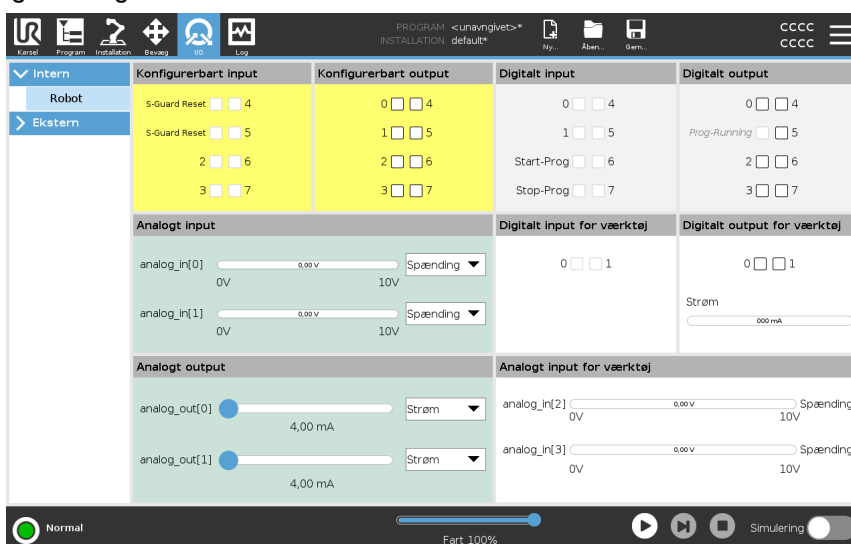 UR
Kørsel
Program
Installation
Bevæg
I/O
Log
PROGRAM <unavngivet>*
INSTALLATION default*
Ny...
Åben...
Gem...
CCCC
CCCC
Intern
Robot
Ekstern
Konfigurerbart input
S-Guard Reset 4
S-Guard Reset 5
2 6
3 7
Konfigurerbart output
0 4
1 5
2 6
3 7
Digitalt input
0 4
1 5
Start-Prog 6
Stop-Prog 7
Digitalt output
0 4
Prog-Running 5
2 6
3 7
Analogt input
analog_in[0] 0,00 V Spænding
0V 10V
analog_in[1] 0,00 V Spænding
0V 10V
Digitalt input for værktøj
0 1
Digitalt output for værktøj
0 1
Strøm
000 mA
Analogt output
analog_out[0] Strøm
4,00 mA
analog_out[1] Strøm
4,00 mA
Analogt input for værktøj
analog_in[2] 0,00 V Spænding
0V 10V
analog_in[3] 0,00 V Spænding
0V 10V
Normal
Fart 100%
Simulering